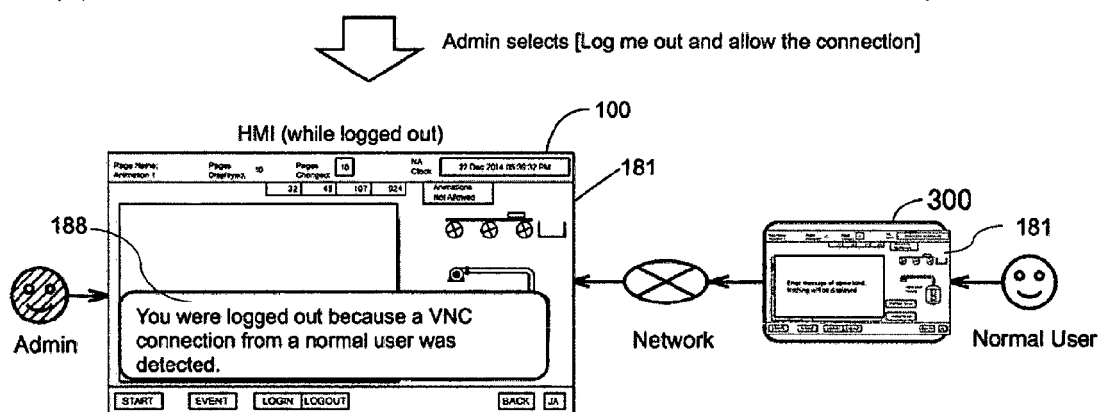 Admin selects [Log me out and allow the connection]
HMI (while logged out)
100
Page Name:
Animation 1
Pages
Displayed: 10
Pages
Changed: 10
NA
Clock
22 Dec 2014 05:36:32 PM
32 45 107 924
Animations
Not Allowed
181
188
You were logged out because a VNC
connection from a normal user was
detected.
Admin
START EVENT LOGIN LOGOUT BACK JA
Network
300
181
Normal User